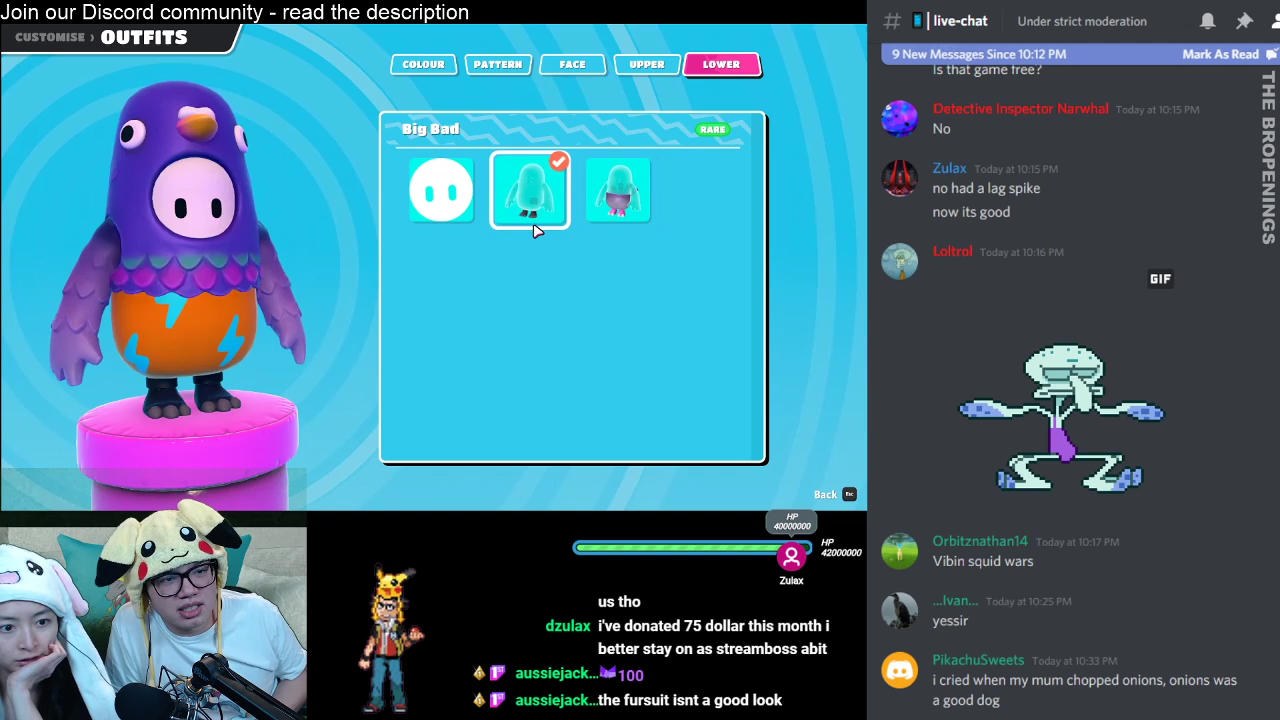 Join our Discord community - read the description
CUSTOMISE › OUTFITS
COLOUR
PATTERN
FACE
UPPER
LOWER
Big Bad
RARE
Back
Esc
HP
40000000
HP
42000000
Zulax
us tho
dzulax i've donated 75 dollar this month i
better stay on as streamboss abit
aussiejack... 100
aussiejack...the fursuit isnt a good look
# | live-chat
Under strict moderation
9 New Messages Since 10:12 PM
Mark As Read
Is that game free?
Detective Inspector Narwhal Today at 10:15 PM
No
Zulax Today at 10:15 PM
no had a lag spike
now its good
Loltrol Today at 10:16 PM
GIF
Orbitznathan14 Today at 10:17 PM
Vibin squid wars
...Ivan... Today at 10:25 PM
yessir
PikachuSweets Today at 10:33 PM
i cried when my mum chopped onions, onions was
a good dog
THE BROPENINGS